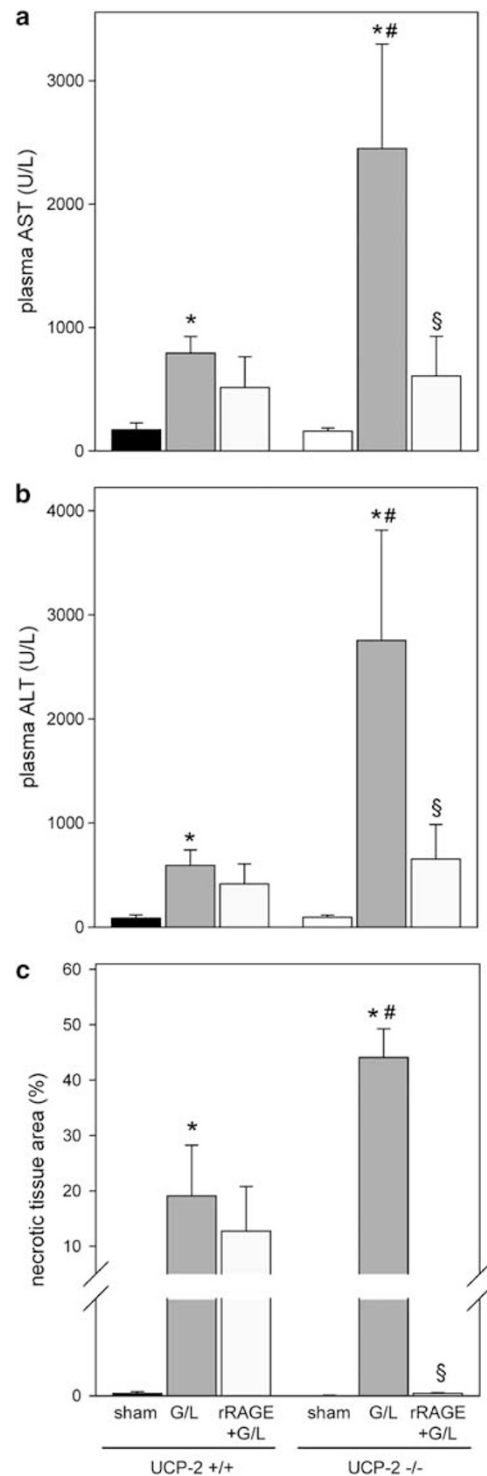 a
plasma AST (U/L)
3000
2000
1000
0
*
*#
§
b
plasma ALT (U/L)
4000
3000
2000
1000
0
*
*#
§
c
necrotic tissue area (%)
60
50
40
30
20
10
0
*
* #
§
sham G/L rRAGE sham G/L rRAGE
+G/L +G/L
UCP-2 +/+ UCP-2 -/-